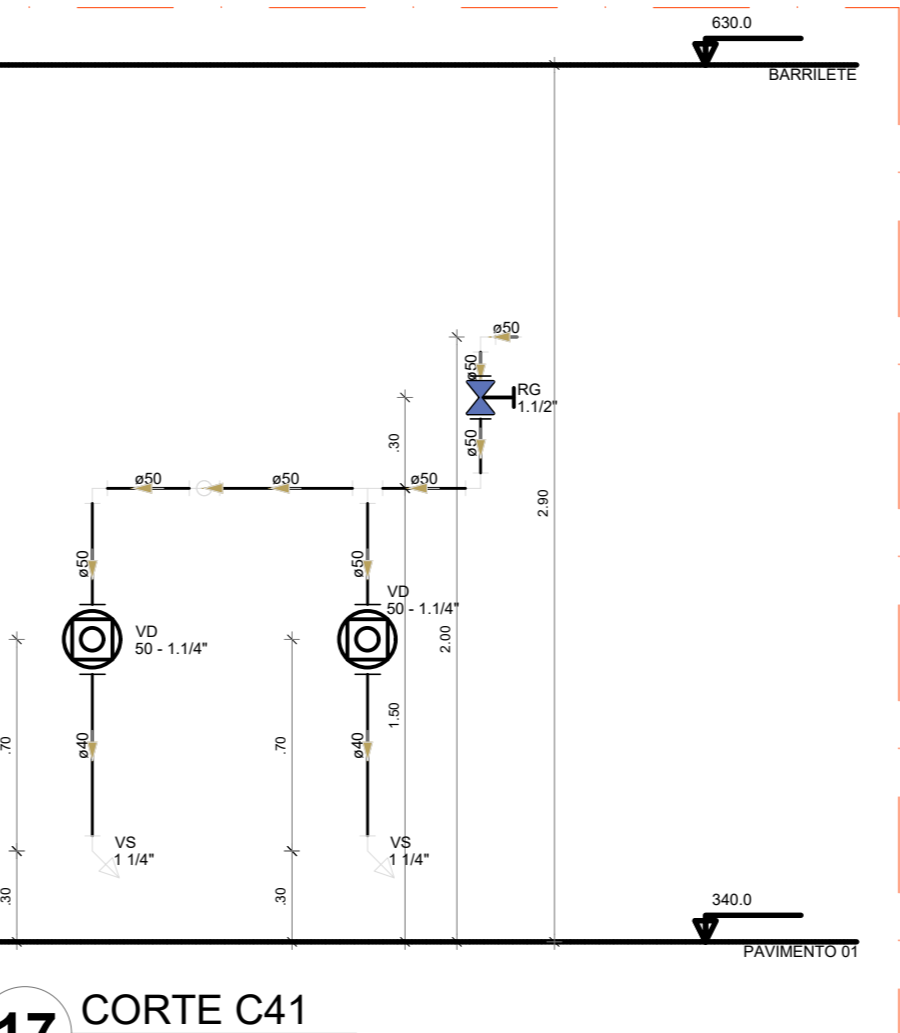 630.0
BARRILETE
ø50
ø50
RG
1.1/2"
.30
ø50
ø50
ø50
ø50
2.90
ø50
ø50
VD
50 - 1.1/4"
VD
50 - 1.1/4"
2.00
1.50
.70
ø40
.70
ø40
VS
1 1/4"
VS
1 1/4"
.30
.30
340.0
PAVIMENTO 01
17
CORTE C41